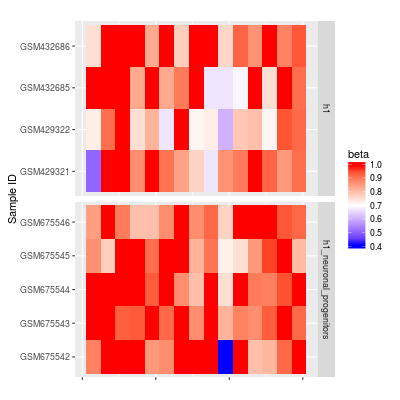 GSM432686
GSM432685
GSM429322
GSM429321
h1
GSM675546
GSM675545
GSM675544
GSM675543
GSM675542
h1_neuronal_progenitors
Sample ID
beta
1.0
0.9
0.8
0.7
0.6
0.5
0.4